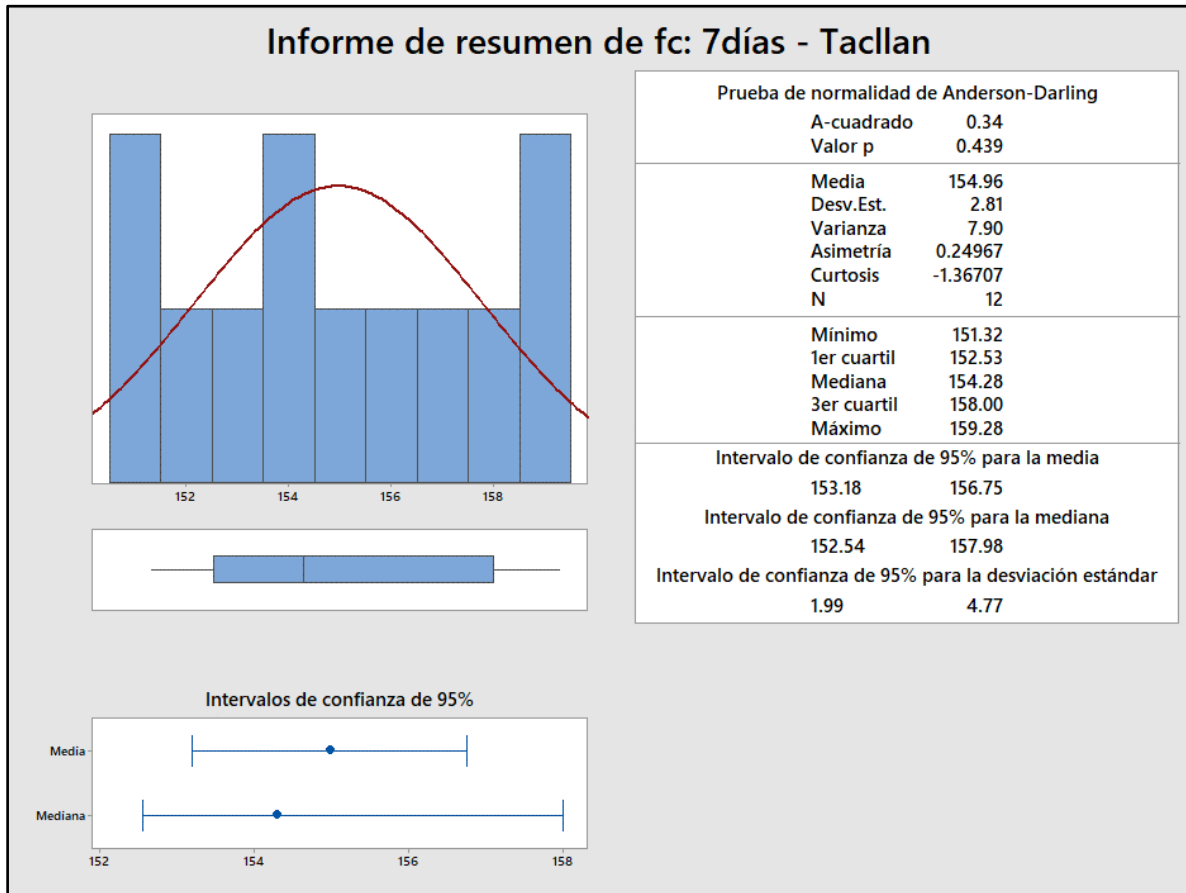 Informe de resumen de fc: 7días - Tacllan
152 154 156 158
Intervalos de confianza de 95%
Media
Mediana
152 154 156 158
Prueba de normalidad de Anderson-Darling
A-cuadrado 0.34
Valor p 0.439
Media 154.96
Desv.Est. 2.81
Varianza 7.90
Asimetría 0.24967
Curtosis -1.36707
N 12
Mínimo 151.32
1er cuartil 152.53
Mediana 154.28
3er cuartil 158.00
Máximo 159.28
Intervalo de confianza de 95% para la media
153.18 156.75
Intervalo de confianza de 95% para la mediana
152.54 157.98
Intervalo de confianza de 95% para la desviación estándar
1.99 4.77